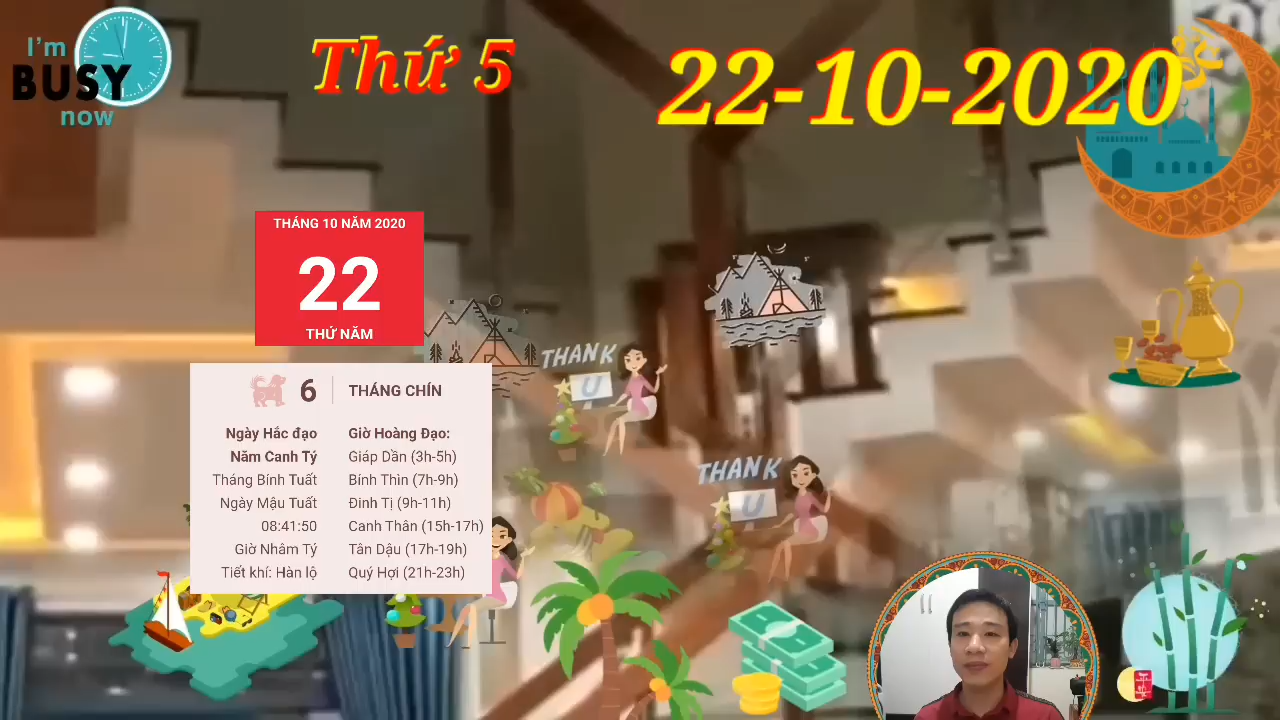 I'm
BUSY
now
Thứ 5
22-10-2020
THÁNG 10 NĂM 2020
22
THỨ NĂM
6
THÁNG CHÍN
Ngày Hắc đạo
Năm Canh Tý
Tháng Bính Tuất
Ngày Mậu Tuất
08:41:50
Giờ Nhâm Tý
Tiết khí: Hàn lộ
Giờ Hoàng Đạo:
Giáp Dần (3h-5h)
Bính Thìn (7h-9h)
Đinh Tị (9h-11h)
Canh Thân (15h-17h)
Tân Dậu (17h-19h)
Quý Hợi (21h-23h)
THANK
U
THANK
U